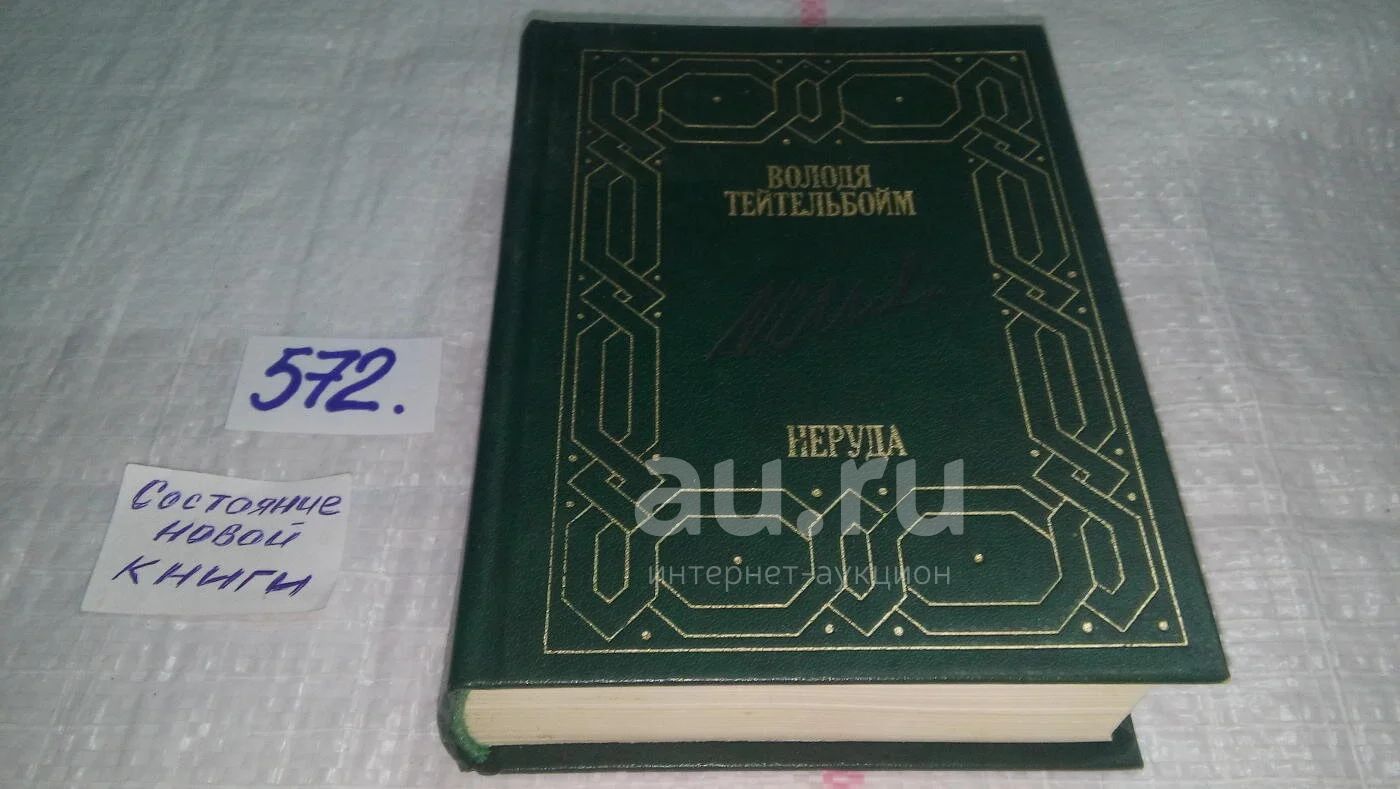 ВОЛОДЯ
ТЕЙТЕЛЬБОЙМ
НЕРУДА
572.
Состояние
новой
книги
au.ru
интернет-аукцион